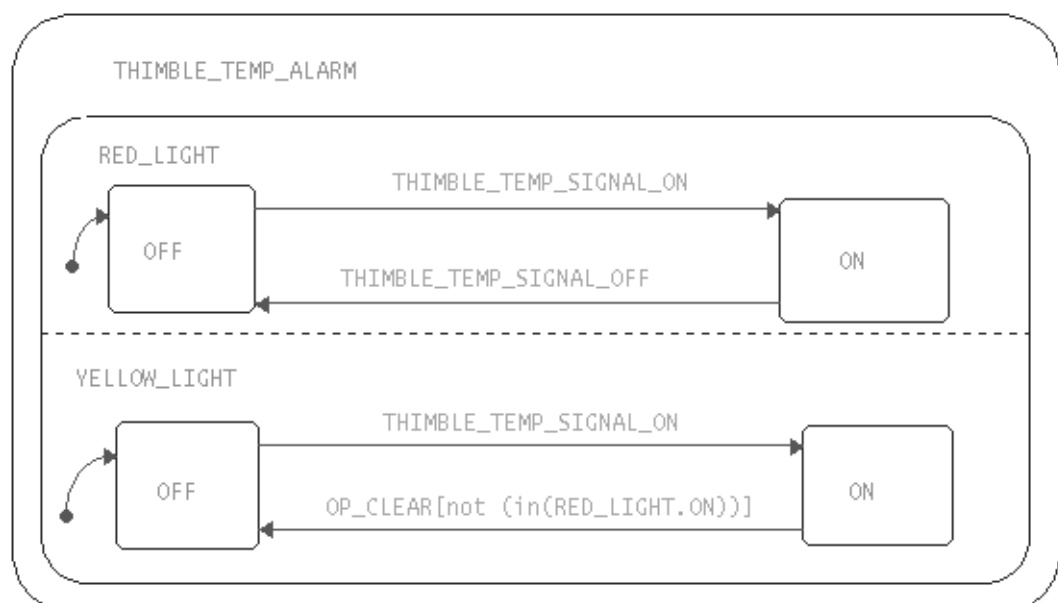 THIMBLE_TEMP_ALARM
RED_LIGHT
THIMBLE_TEMP_SIGNAL_ON
OFF
ON
THIMBLE_TEMP_SIGNAL_OFF
YELLOW_LIGHT
THIMBLE_TEMP_SIGNAL_ON
OFF
ON
OP_CLEAR[not (in(RED_LIGHT.ON))]